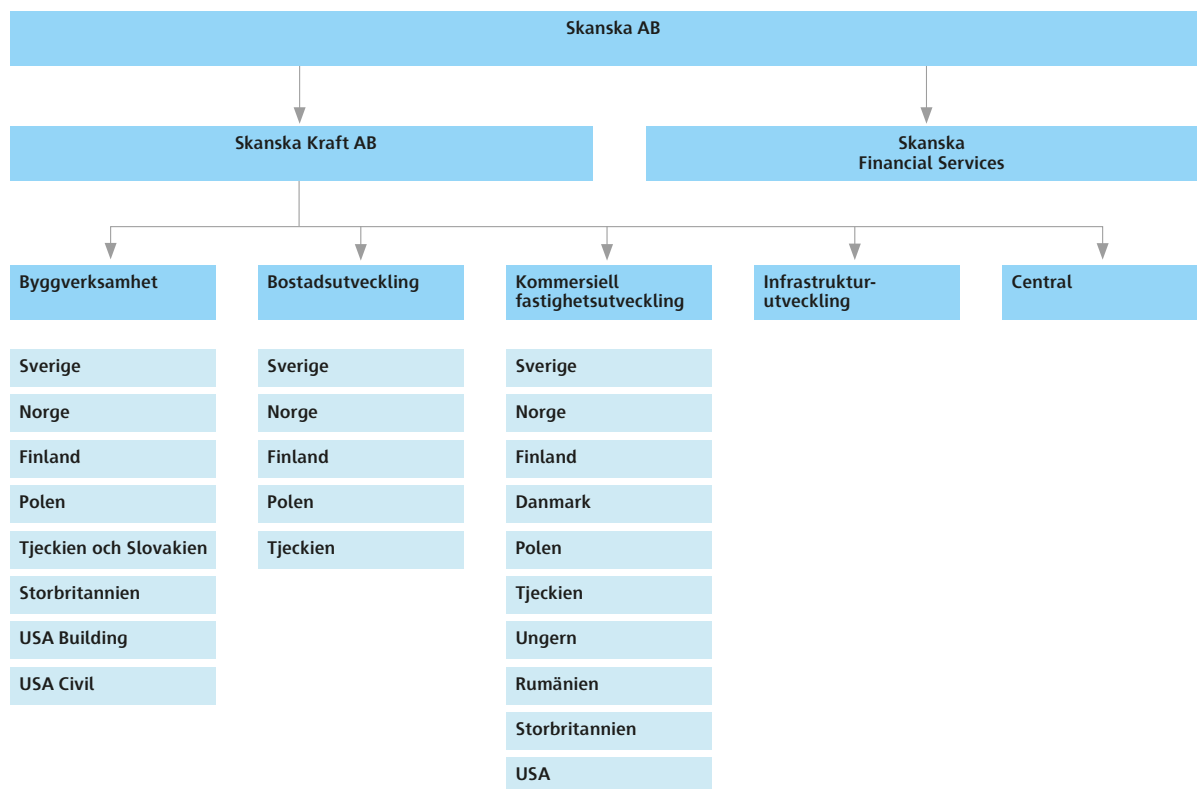 Skanska AB
Skanska Kraft AB
Skanska
Financial Services
Byggverksamhet
Bostadsutveckling
Kommersiell
fastighetsutveckling
Infrastruktur-
utveckling
Central
Sverige
Norge
Finland
Polen
Tjeckien och Slovakien
Storbritannien
USA Building
USA Civil
Sverige
Norge
Finland
Polen
Tjeckien
Sverige
Norge
Finland
Danmark
Polen
Tjeckien
Ungern
Rumänien
Storbritannien
USA